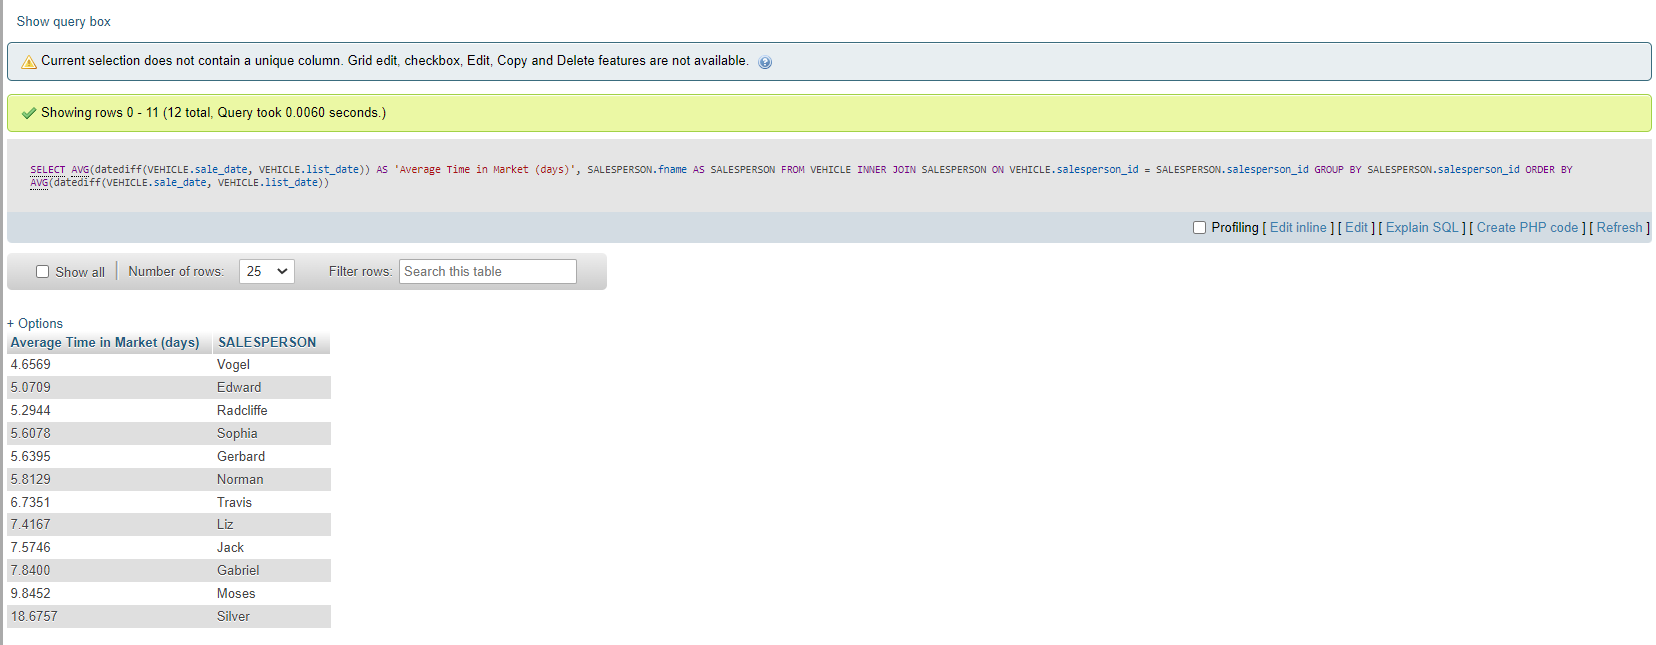 Show query box
Current selection does not contain a unique column. Grid edit, checkbox, Edit, Copy and Delete features are not available.
Showing rows 0 - 11 (12 total, Query took 0.0060 seconds.)
SELECT AVG(datediff(VEHICLE.sale_date, VEHICLE.list_date)) AS 'Average Time in Market (days)', SALESPERSON.fname AS SALESPERSON FROM VEHICLE INNER JOIN SALESPERSON ON VEHICLE.salesperson_id = SALESPERSON.salesperson_id GROUP BY SALESPERSON.salesperson_id ORDER BY
AVG(datediff(VEHICLE.sale_date, VEHICLE.list_date))
Profiling [ Edit inline ] [ Edit ] [ Explain SQL ] [ Create PHP code ] [ Refresh ]
Show all Number of rows: 25 Filter rows: Search this table
+ Options
Average Time in Market (days) SALESPERSON
4.6569 Vogel
5.0709 Edward
5.2944 Radcliffe
5.6078 Sophia
5.6395 Gerbard
5.8129 Norman
6.7351 Travis
7.4167 Liz
7.5746 Jack
7.8400 Gabriel
9.8452 Moses
18.6757 Silver